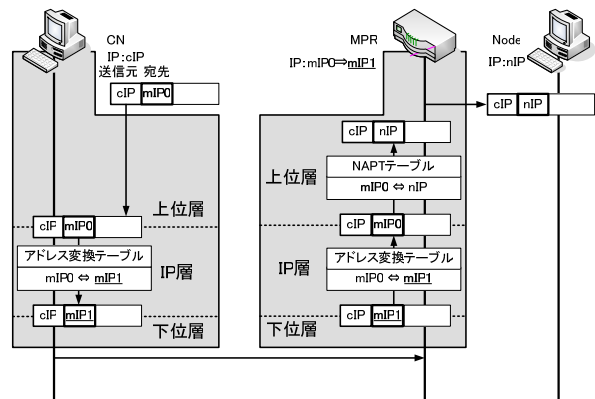 CN
IP:cIP
送信元 宛先
cIP mIP0
上位層
cIP mIP0
アドレス変換テーブル
mIP0 ⇔ mIP1
IP層
cIP mIP1
下位層
MPR
IP:mIP0⇒mIP1
cIP nIP
NAPTテーブル
mIP0 ⇔ nIP
上位層
cIP mIP0
アドレス変換テーブル
mIP0 ⇔ mIP1
IP層
cIP mIP1
下位層
Node
IP:nIP
cIP nIP